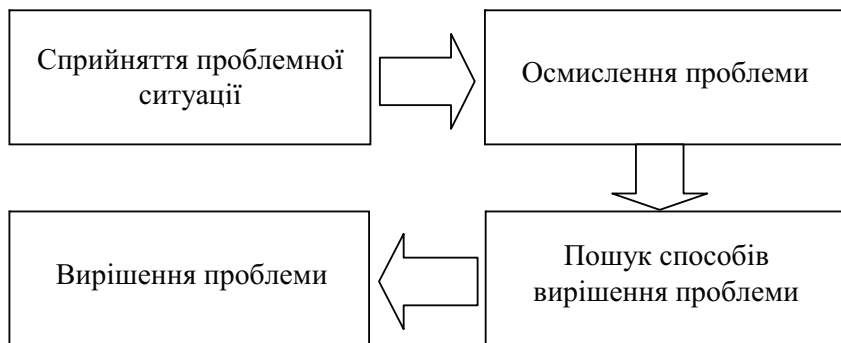 Сприйняття проблемної
ситуації
Осмислення проблеми
Пошук способів
вирішення проблеми
Вирішення проблеми